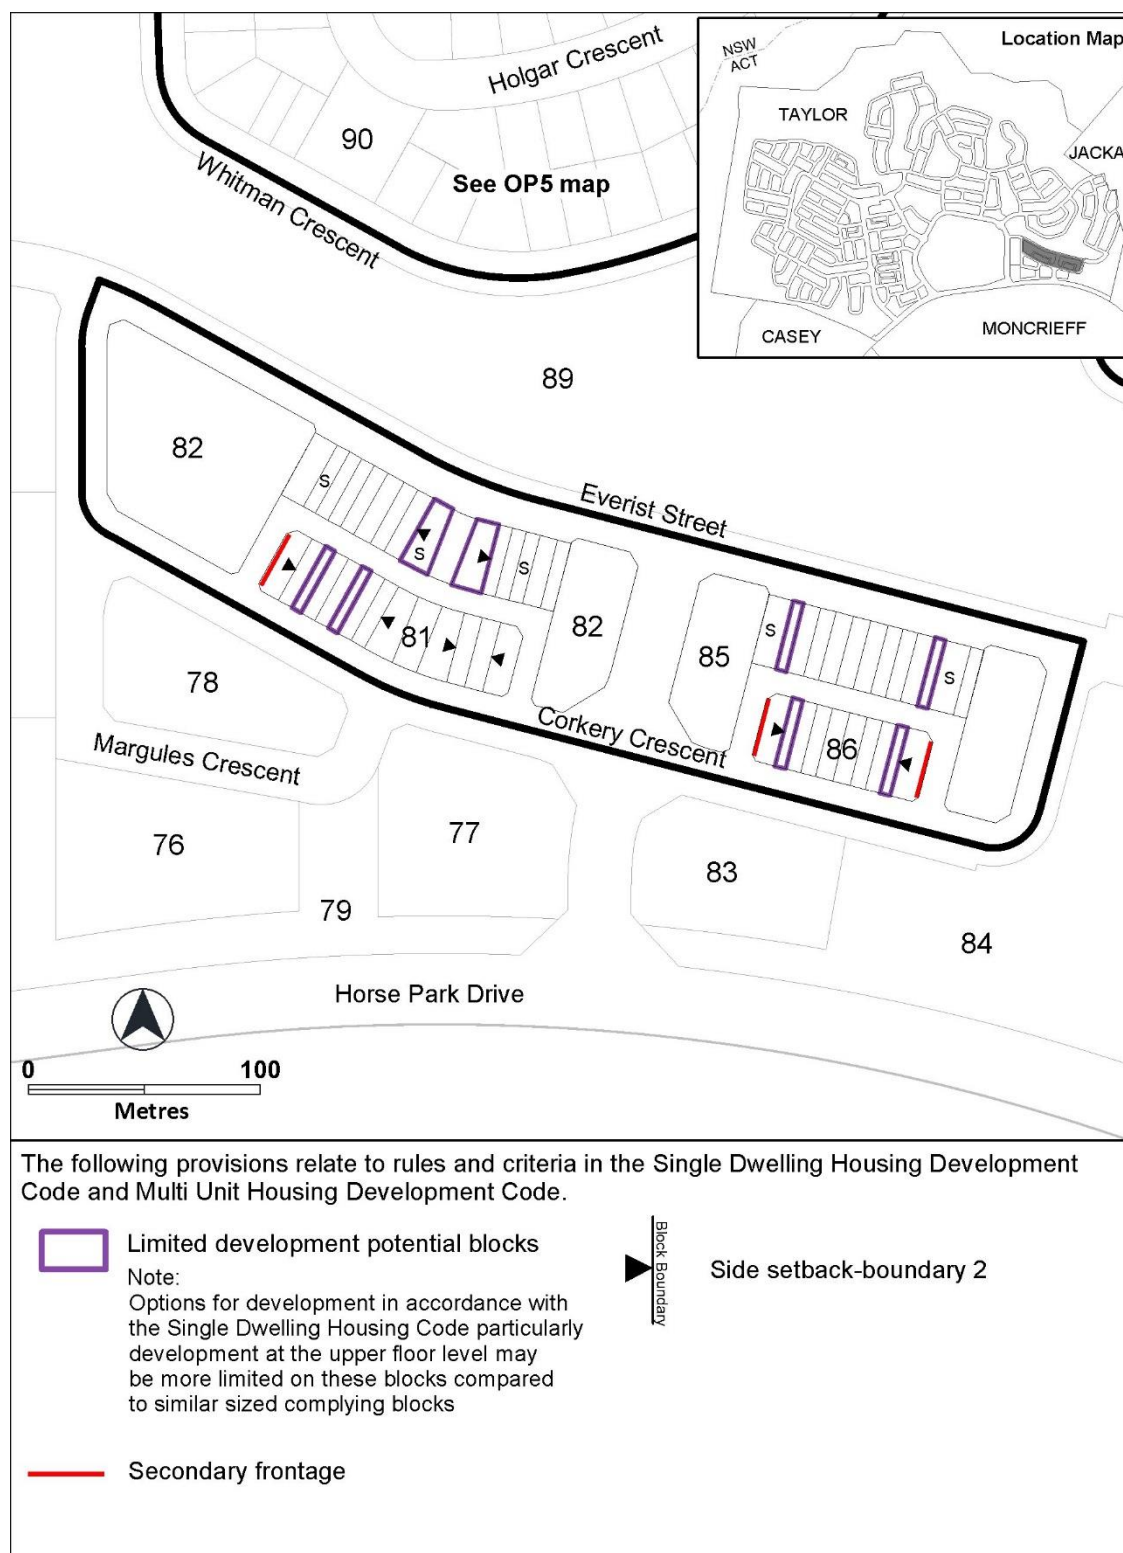 Location Map
NSW
ACT
TAYLOR
JACKA
CASEY
MONCRIEFF
Holgar Crescent
90
See OP5 map
Whitman Crescent
89
82
s
Everist Street
s
s
81
82
85
s
s
86
78
Corkery Crescent
Margules Crescent
76
77
83
79
84
Horse Park Drive
0 100
Metres
The following provisions relate to rules and criteria in the Single Dwelling Housing Development
Code and Multi Unit Housing Development Code.
Limited development potential blocks
Note:
Options for development in accordance with
the Single Dwelling Housing Code particularly
development at the upper floor level may
be more limited on these blocks compared
to similar sized complying blocks
Block Boundary
Side setback-boundary 2
Secondary frontage